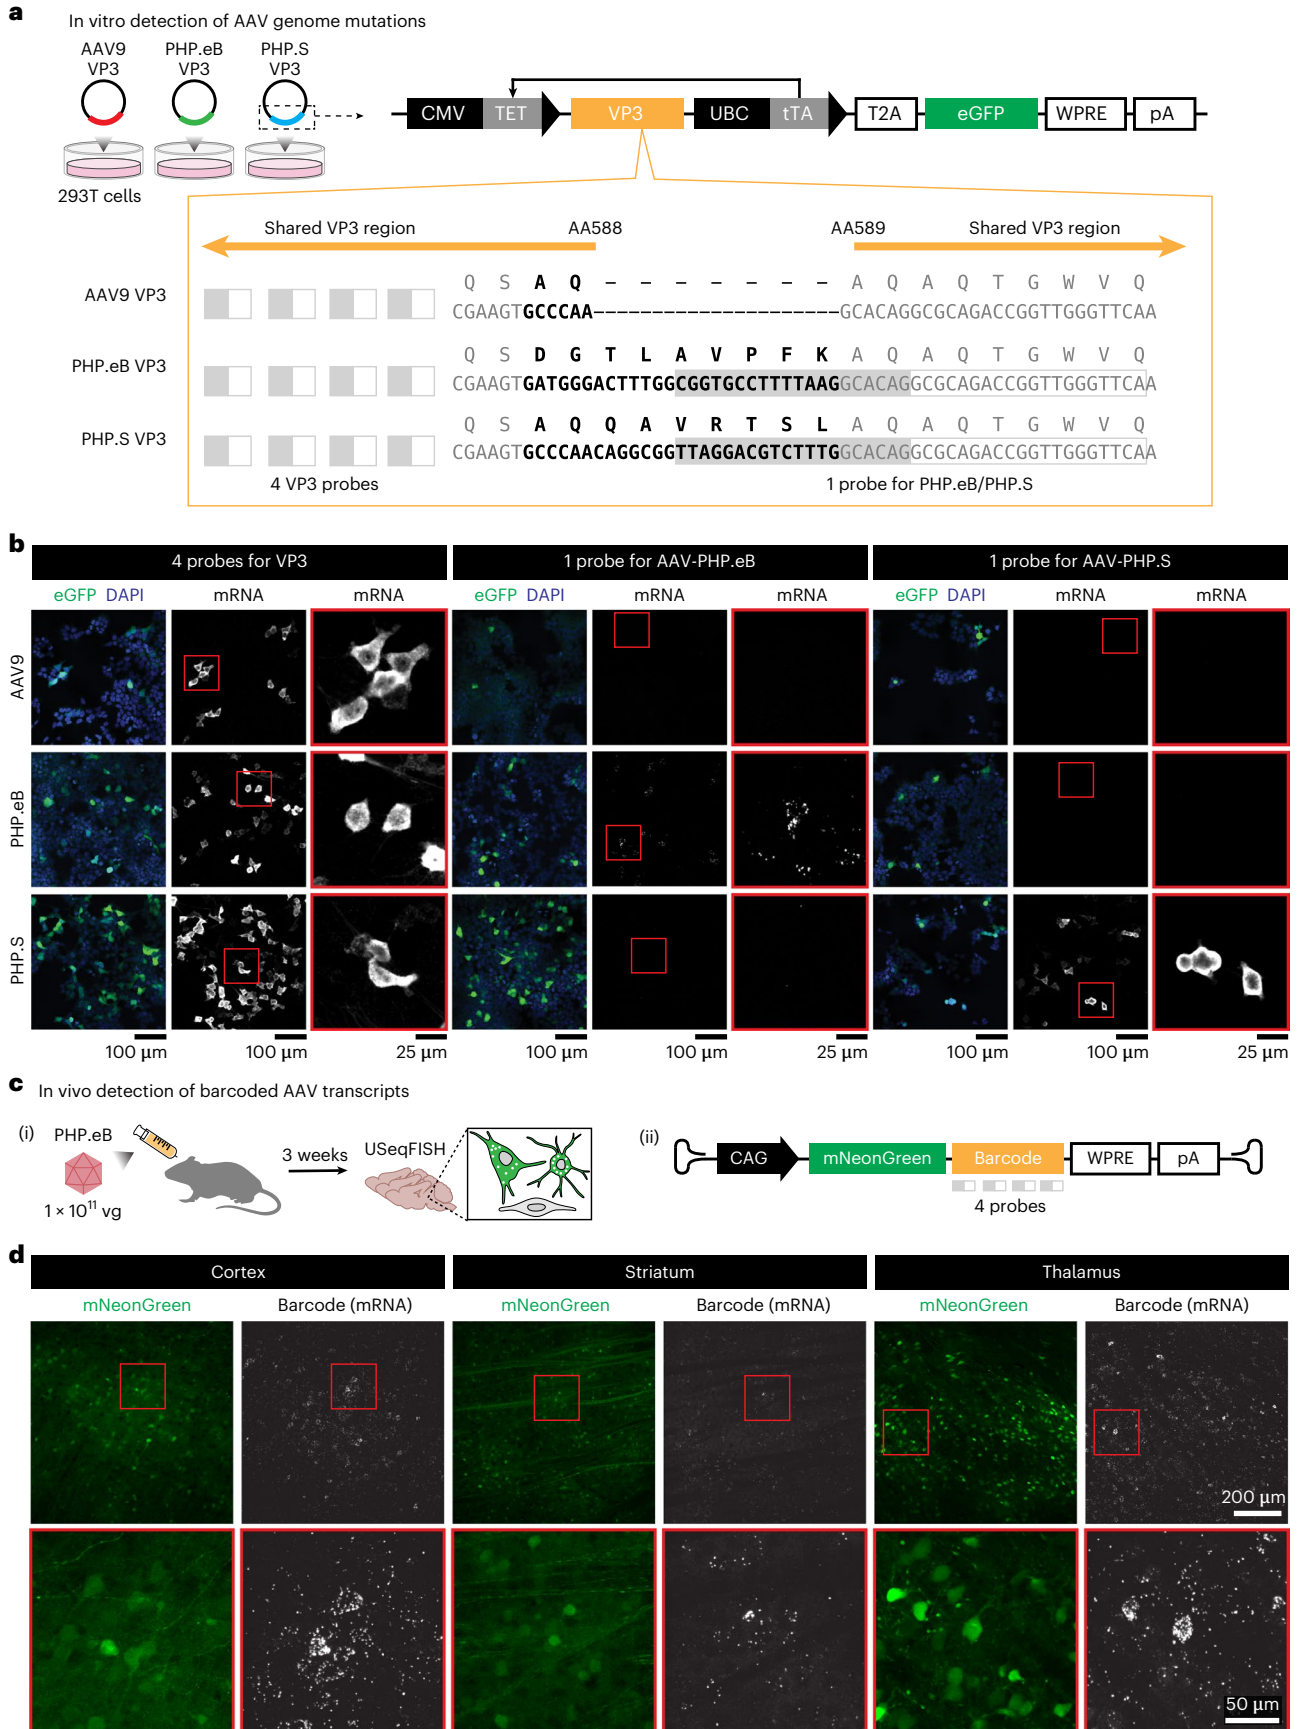 a
In vitro detection of AAV genome mutations
AAV9 VP3
PHP.eB VP3
PHP.S VP3
293T cells
CMV TET VP3 UBC tTA T2A eGFP WPRE pA
Shared VP3 region AA588 AA589 Shared VP3 region
Q S A Q – – – – – – – A Q A Q T G W V Q
AAV9 VP3
CGAAGTGCCCAA---------------------GCACAGGCGCAGACCGGTTGGGTTCAA
Q S D G T L A V P F K A Q A Q T G W V Q
PHP.eB VP3
CGAAGTGATGGGACTTTGGCGGTGCCTTTTAAGGCACAGGCGCAGACCGGTTGGGTTCAA
Q S A Q Q A V R T S L A Q A Q T G W V Q
PHP.S VP3
CGAAGTGCCCAACAGGCGGTTAGGACGTCTTTGGCACAGGCGCAGACCGGTTGGGTTCAA
4 VP3 probes 1 probe for PHP.eB/PHP.S
b
4 probes for VP3 1 probe for AAV-PHP.eB 1 probe for AAV-PHP.S
eGFP DAPI mRNA mRNA eGFP DAPI mRNA mRNA eGFP DAPI mRNA mRNA
AAV9
PHP.eB
PHP.S
100 µm 100 µm 25 µm 100 µm 100 µm 25 µm 100 µm 100 µm 25 µm
c In vivo detection of barcoded AAV transcripts
(i) PHP.eB
1 × 10¹¹ vg
3 weeks
USeqFISH
(ii)
CAG mNeonGreen Barcode WPRE pA
4 probes
d
Cortex Striatum Thalamus
mNeonGreen Barcode (mRNA) mNeonGreen Barcode (mRNA) mNeonGreen Barcode (mRNA)
200 µm
50 µm